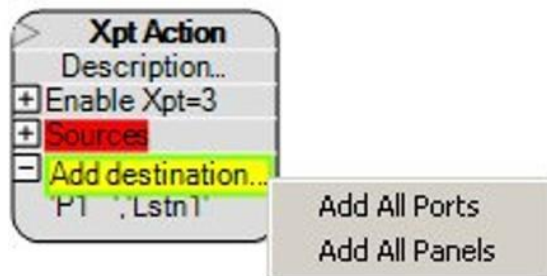 Xpt Action
Description...
Enable Xpt=3
Sources
Add destination...
'P1 ','Lstn1'
Add All Ports
Add All Panels